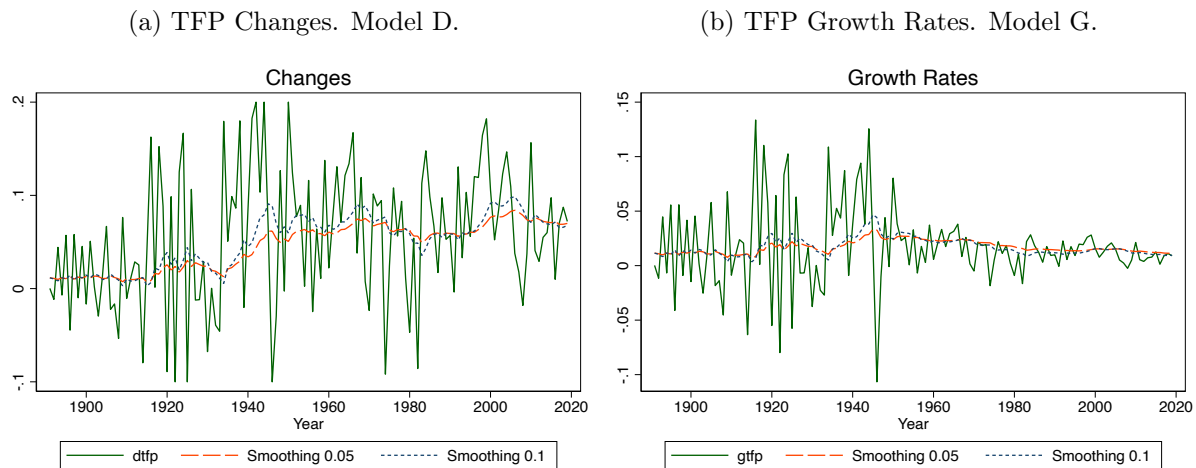 (a) TFP Changes. Model D.
Changes
.2
.1
0
-.1
1900 1920 1940 1960 1980 2000 2020
Year
dtfp Smoothing 0.05 Smoothing 0.1
(b) TFP Growth Rates. Model G.
Growth Rates
.15
.1
.05
0
-.05
-.1
1900 1920 1940 1960 1980 2000 2020
Year
gtfp Smoothing 0.05 Smoothing 0.1